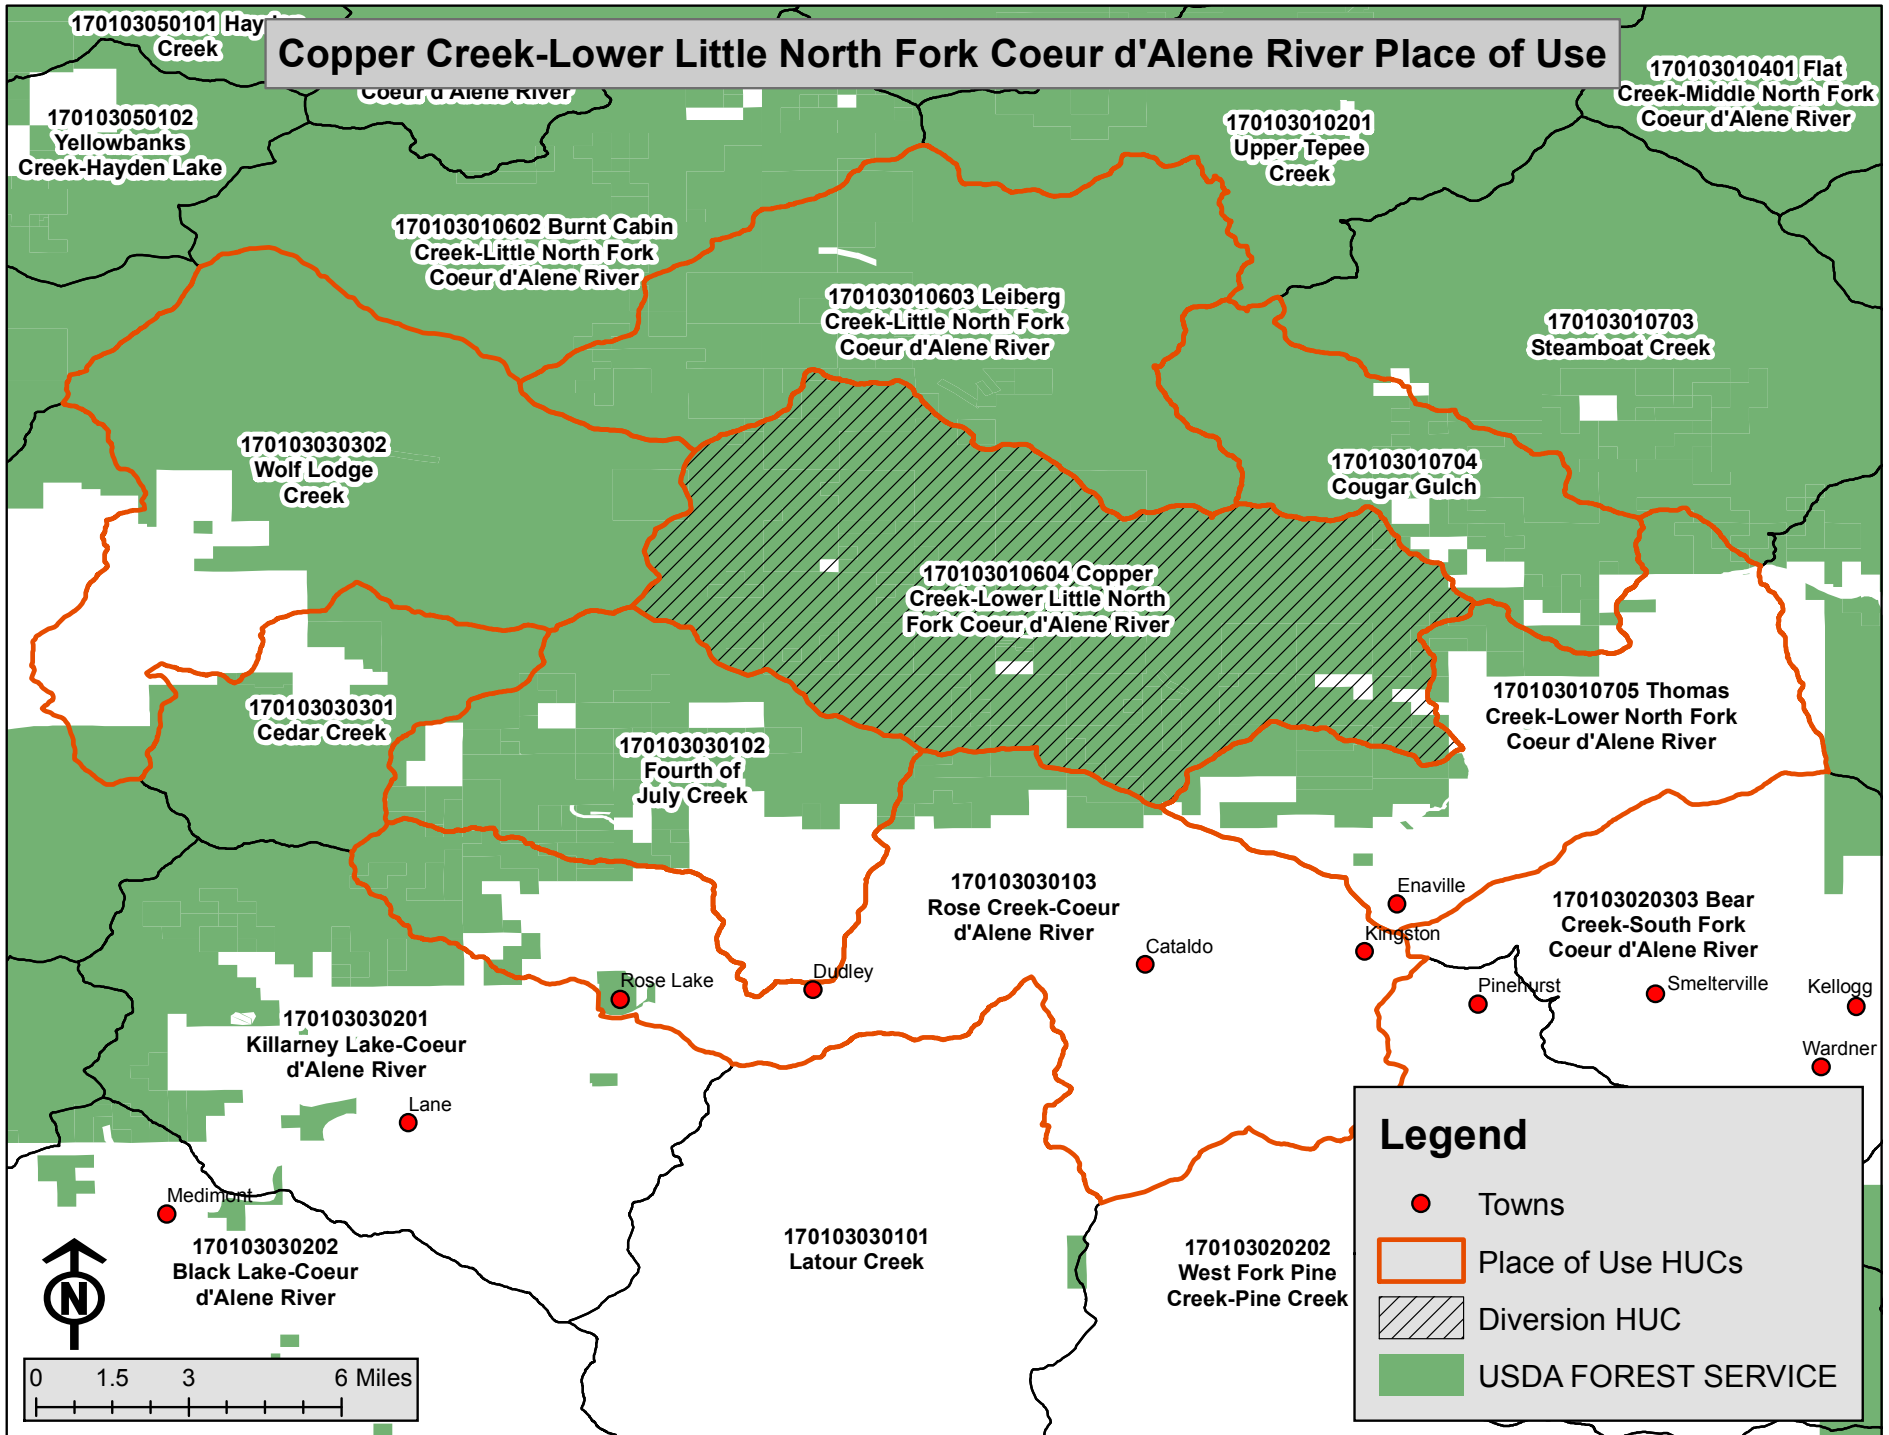 Copper Creek-Lower Little North Fork Coeur d'Alene River Place of Use
170103050101
Creek
Coeur d'Alene River
170103010401 Flat
Creek-Middle North Fork
Coeur d'Alene River
170103050102
Yellowbanks
Creek-Hayden Lake
170103010201
Upper Tepee
Creek
170103010602 Burnt Cabin
Creek-Little North Fork
Coeur d'Alene River
170103010603 Leiberg
Creek-Little North Fork
Coeur d'Alene River
170103010703
Steamboat Creek
170103030302
Wolf Lodge
Creek
170103010704
Cougar Gulch
170103010604 Copper
Creek-Lower Little North
Fork Coeur d'Alene River
170103030301
Cedar Creek
170103010705 Thomas
Creek-Lower North Fork
Coeur d'Alene River
170103030102
Fourth of
July Creek
170103030103
Rose Creek-Coeur
d'Alene River
Enaville
170103020303 Bear
Creek-South Fork
Coeur d'Alene River
Kingston
Cataldo
Dudley
Rose Lake
Pinehurst
Smelterville
Kellogg
Wardner
170103030201
Killarney Lake-Coeur
d'Alene River
Lane
Medimont
170103030202
Black Lake-Coeur
d'Alene River
170103030101
Latour Creek
170103020202
West Fork Pine
Creek-Pine Creek
Legend
Towns
Place of Use HUCs
Diversion HUC
USDA FOREST SERVICE
N
0 1.5 3 6 Miles